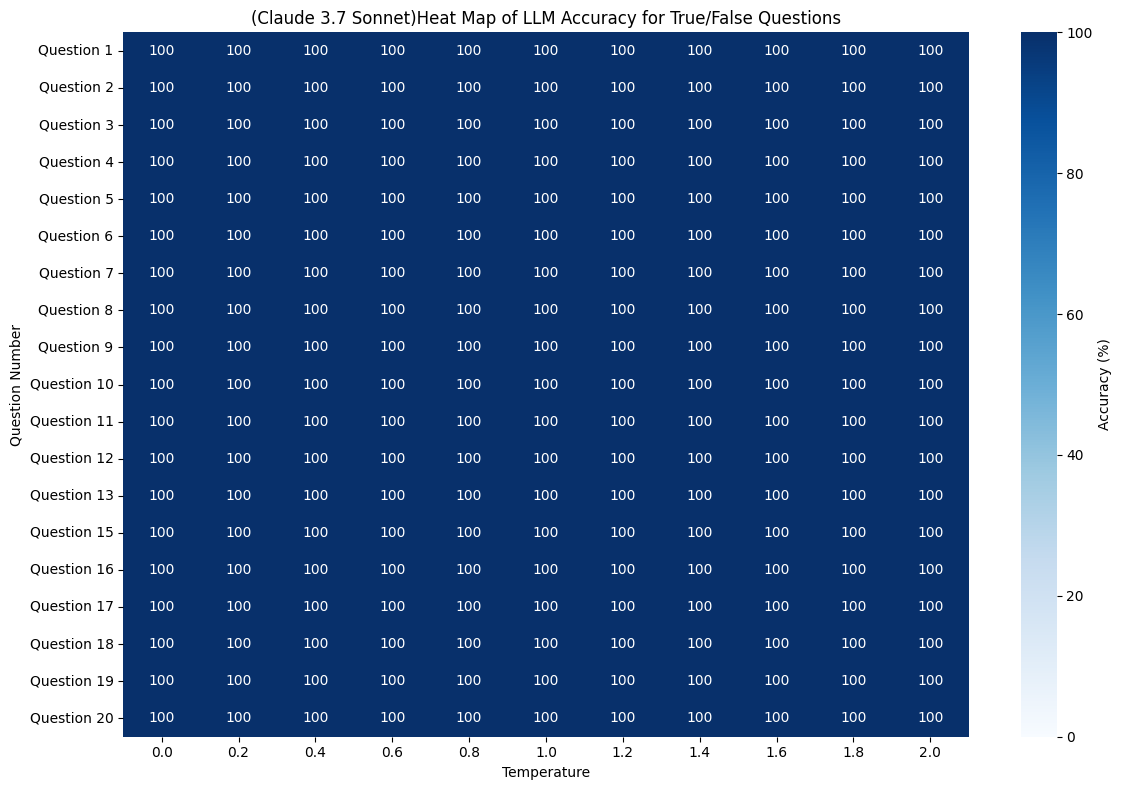 (Claude 3.7 Sonnet)Heat Map of LLM Accuracy for True/False Questions
Question Number
Question 1 100 100 100 100 100 100 100 100 100 100 100
Question 2 100 100 100 100 100 100 100 100 100 100 100
Question 3 100 100 100 100 100 100 100 100 100 100 100
Question 4 100 100 100 100 100 100 100 100 100 100 100
Question 5 100 100 100 100 100 100 100 100 100 100 100
Question 6 100 100 100 100 100 100 100 100 100 100 100
Question 7 100 100 100 100 100 100 100 100 100 100 100
Question 8 100 100 100 100 100 100 100 100 100 100 100
Question 9 100 100 100 100 100 100 100 100 100 100 100
Question 10 100 100 100 100 100 100 100 100 100 100 100
Question 11 100 100 100 100 100 100 100 100 100 100 100
Question 12 100 100 100 100 100 100 100 100 100 100 100
Question 13 100 100 100 100 100 100 100 100 100 100 100
Question 15 100 100 100 100 100 100 100 100 100 100 100
Question 16 100 100 100 100 100 100 100 100 100 100 100
Question 17 100 100 100 100 100 100 100 100 100 100 100
Question 18 100 100 100 100 100 100 100 100 100 100 100
Question 19 100 100 100 100 100 100 100 100 100 100 100
Question 20 100 100 100 100 100 100 100 100 100 100 100
0.0 0.2 0.4 0.6 0.8 1.0 1.2 1.4 1.6 1.8 2.0
Temperature
100
80
60
40
20
0
Accuracy (%)